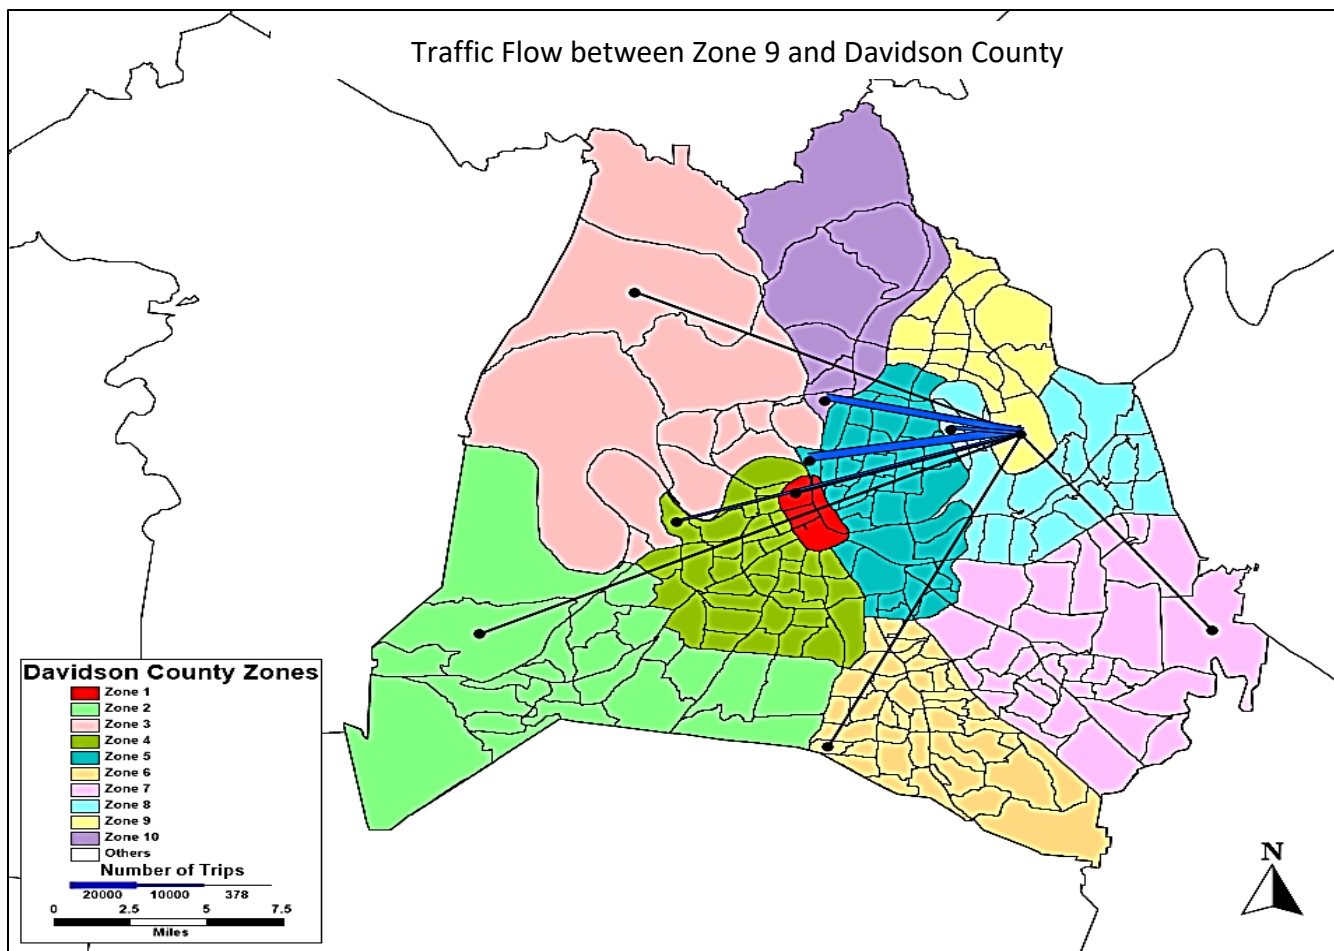 Traffic Flow between Zone 9 and Davidson County
Davidson County Zones
Zone 1
Zone 2
Zone 3
Zone 4
Zone 5
Zone 6
Zone 7
Zone 8
Zone 9
Zone 10
Others
Number of Trips
20000 10000 378
0 2.5 5 7.5
Miles
N